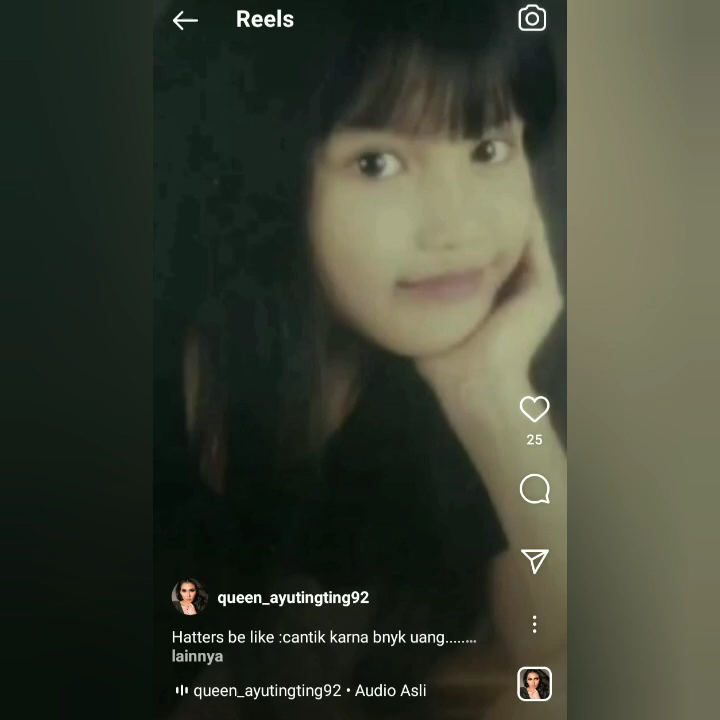 Reels
25
queen_ayutingting92
Hatters be like :cantik karna bnyk uang........
lainnya
queen_ayutingting92 • Audio Asli